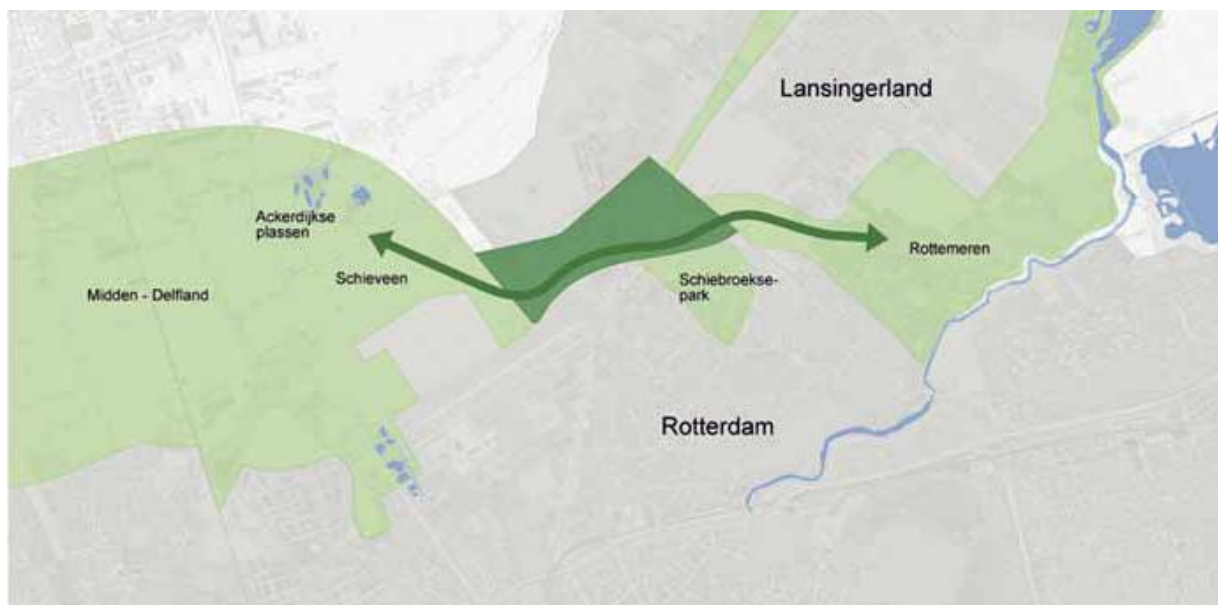 Lansingerland
Ackerdijkse
plassen
Rottemeren
Schieveen
Schiebroekse-
park
Midden - Delfland
Rotterdam